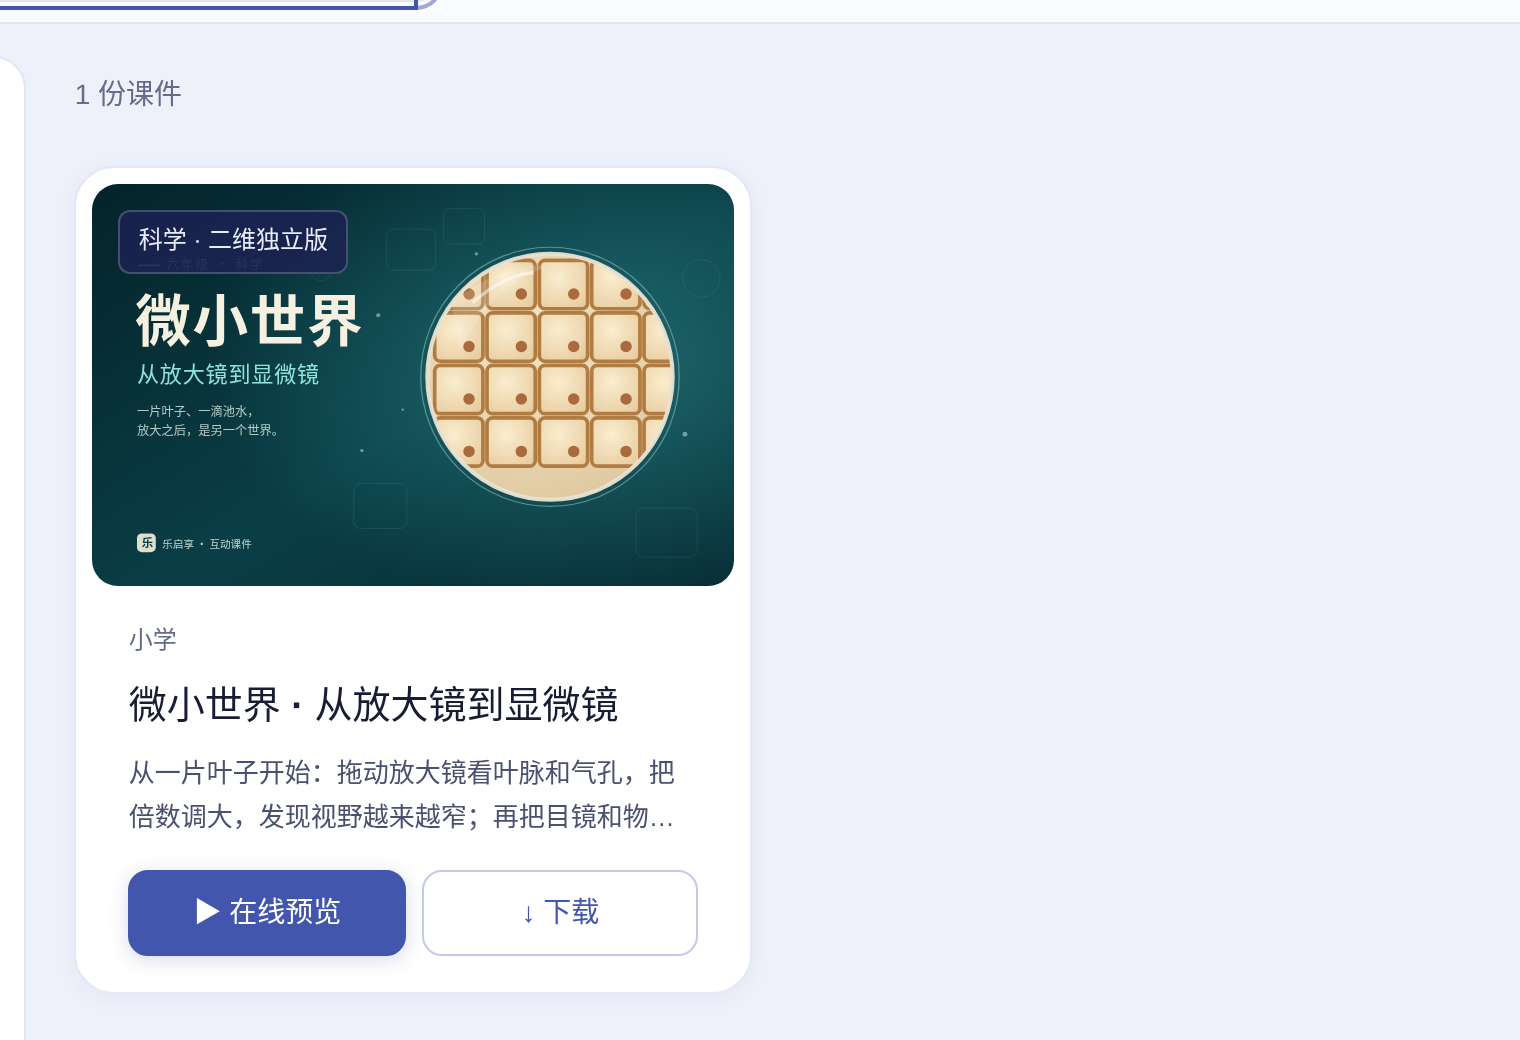 1 份课件
科学 · 二维独立版
六年级 · 科学
微小世界
从放大镜到显微镜
一片叶子、一滴池水，
放大之后，是另一个世界。
乐 乐启享 · 互动课件
小学
微小世界 · 从放大镜到显微镜
从一片叶子开始：拖动放大镜看叶脉和气孔，把
倍数调大，发现视野越来越窄；再把目镜和物…
▶ 在线预览
↓ 下载